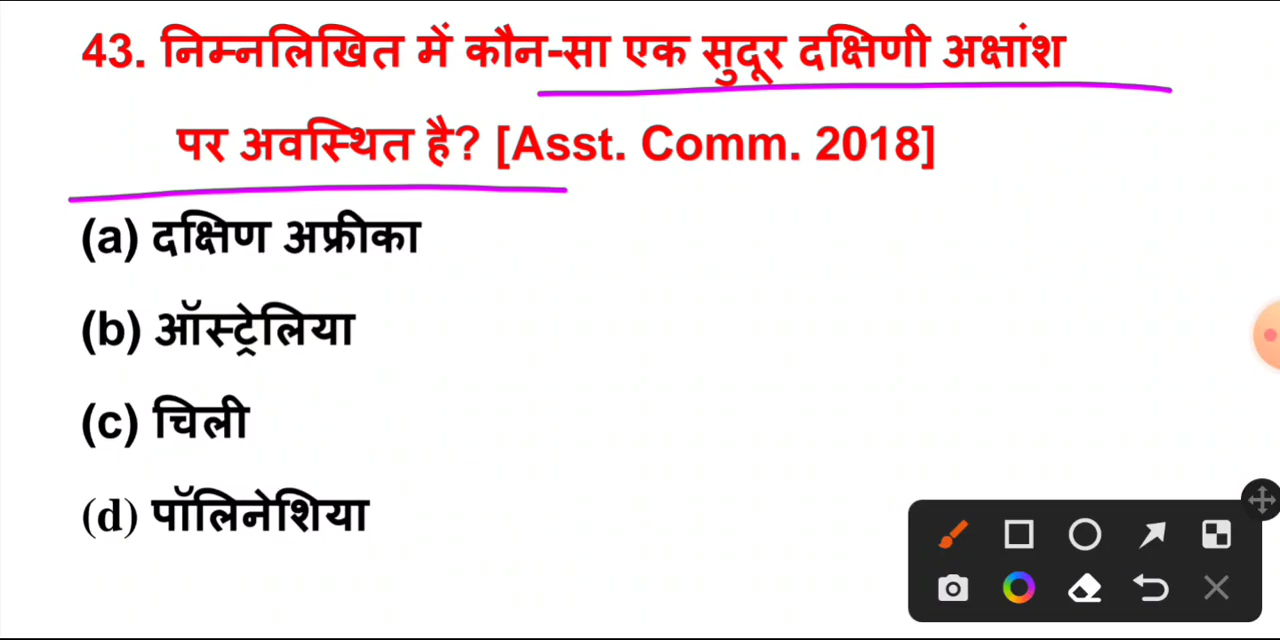 43. निम्नलिखित में कौन-सा एक सुदूर दक्षिणी अक्षांश
पर अवस्थित है? [Asst. Comm. 2018]
(a) दक्षिण अफ्रीका
(b) ऑस्ट्रेलिया
(c) चिली
(d) पॉलिनेशिया